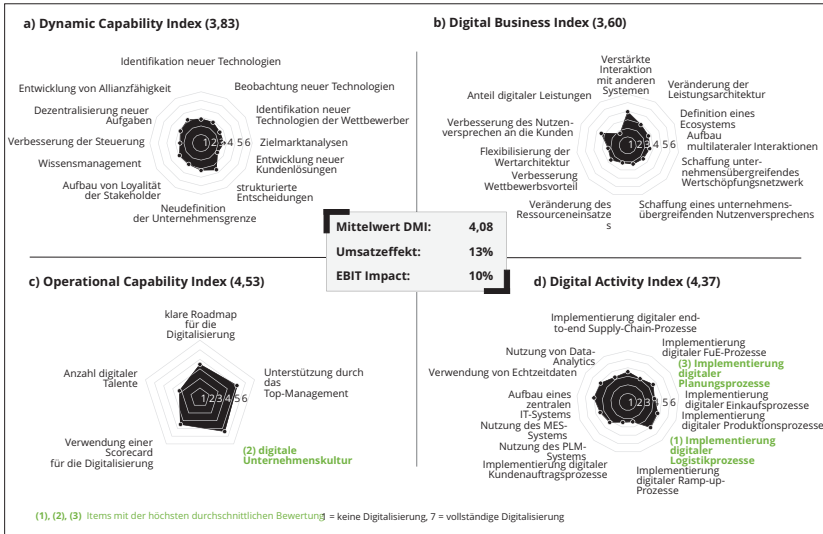 a) Dynamic Capability Index (3,83)
Identifikation neuer Technologien
Entwicklung von Allianzfähigkeit
Beobachtung neuer Technologien
Dezentralisierung neuer
Aufgaben
Identifikation neuer
Technologien der Wettbewerber
Verbesserung der Steuerung
1 2 3 4 5 6
Zielmarktanalysen
Wissensmanagement
Entwicklung neuer
Kundenlösungen
Aufbau von Loyalität
der Stakeholder
strukturierte
Entscheidungen
Neudefinition
der Unternehmensgrenze
b) Digital Business Index (3,60)
Verstärkte
Interaktion
mit anderen
Systemen
Anteil digitaler Leistungen
Veränderung der
Leistungsarchitektur
Verbesserung des Nutzen-
versprechen an die Kunden
Definition eines
Ecosystems
Aufbau
multilateraler Interaktionen
1 2 3 4 5 6
Flexibilisierung der
Wertarchitektur
Schaffung unter-
nehmensübergreifendes
Wertschöpfungsnetzwerk
Verbesserung
Wettbewerbsvorteil
Veränderung des
Ressourceneinsatze
s
Schaffung eines unternehmens-
übergreifenden Nutzenversprechens
Mittelwert DMI: 4,08
Umsatzeffekt: 13%
EBIT Impact: 10%
c) Operational Capability Index (4,53)
klare Roadmap
für die
Digitalisierung
Anzahl digitaler
Talente
Unterstützung durch
das
Top-Management
1 2 3 4 5 6
Verwendung einer
Scorecard
für die Digitalisierung
(2) digitale
Unternehmenskultur
d) Digital Activity Index (4,37)
Implementierung digitaler end-
to-end Supply-Chain-Prozesse
Nutzung von Data-
Analytics
Implementierung
digitaler FuE-Prozesse
Verwendung von Echtzeitdaten
(3) Implementierung
digitaler
Planungsprozesse
Aufbau eines
zentralen
IT-Systems
1 2 3 4 5 6
Implementierung
digitaler Einkaufsprozesse
Implementierung
digitaler Produktionsprozesse
Nutzung des MES-
Systems
Nutzung des PLM-
Systems
(1) Implementierung
digitaler
Logistikprozesse
Implementierung digitaler
Kundenauftragsprozesse
Implementierung
digitaler Ramp-up-
Prozesse
(1), (2), (3) Items mit der höchsten durchschnittlichen Bewertung 1 = keine Digitalisierung, 7 = vollständige Digitalisierung